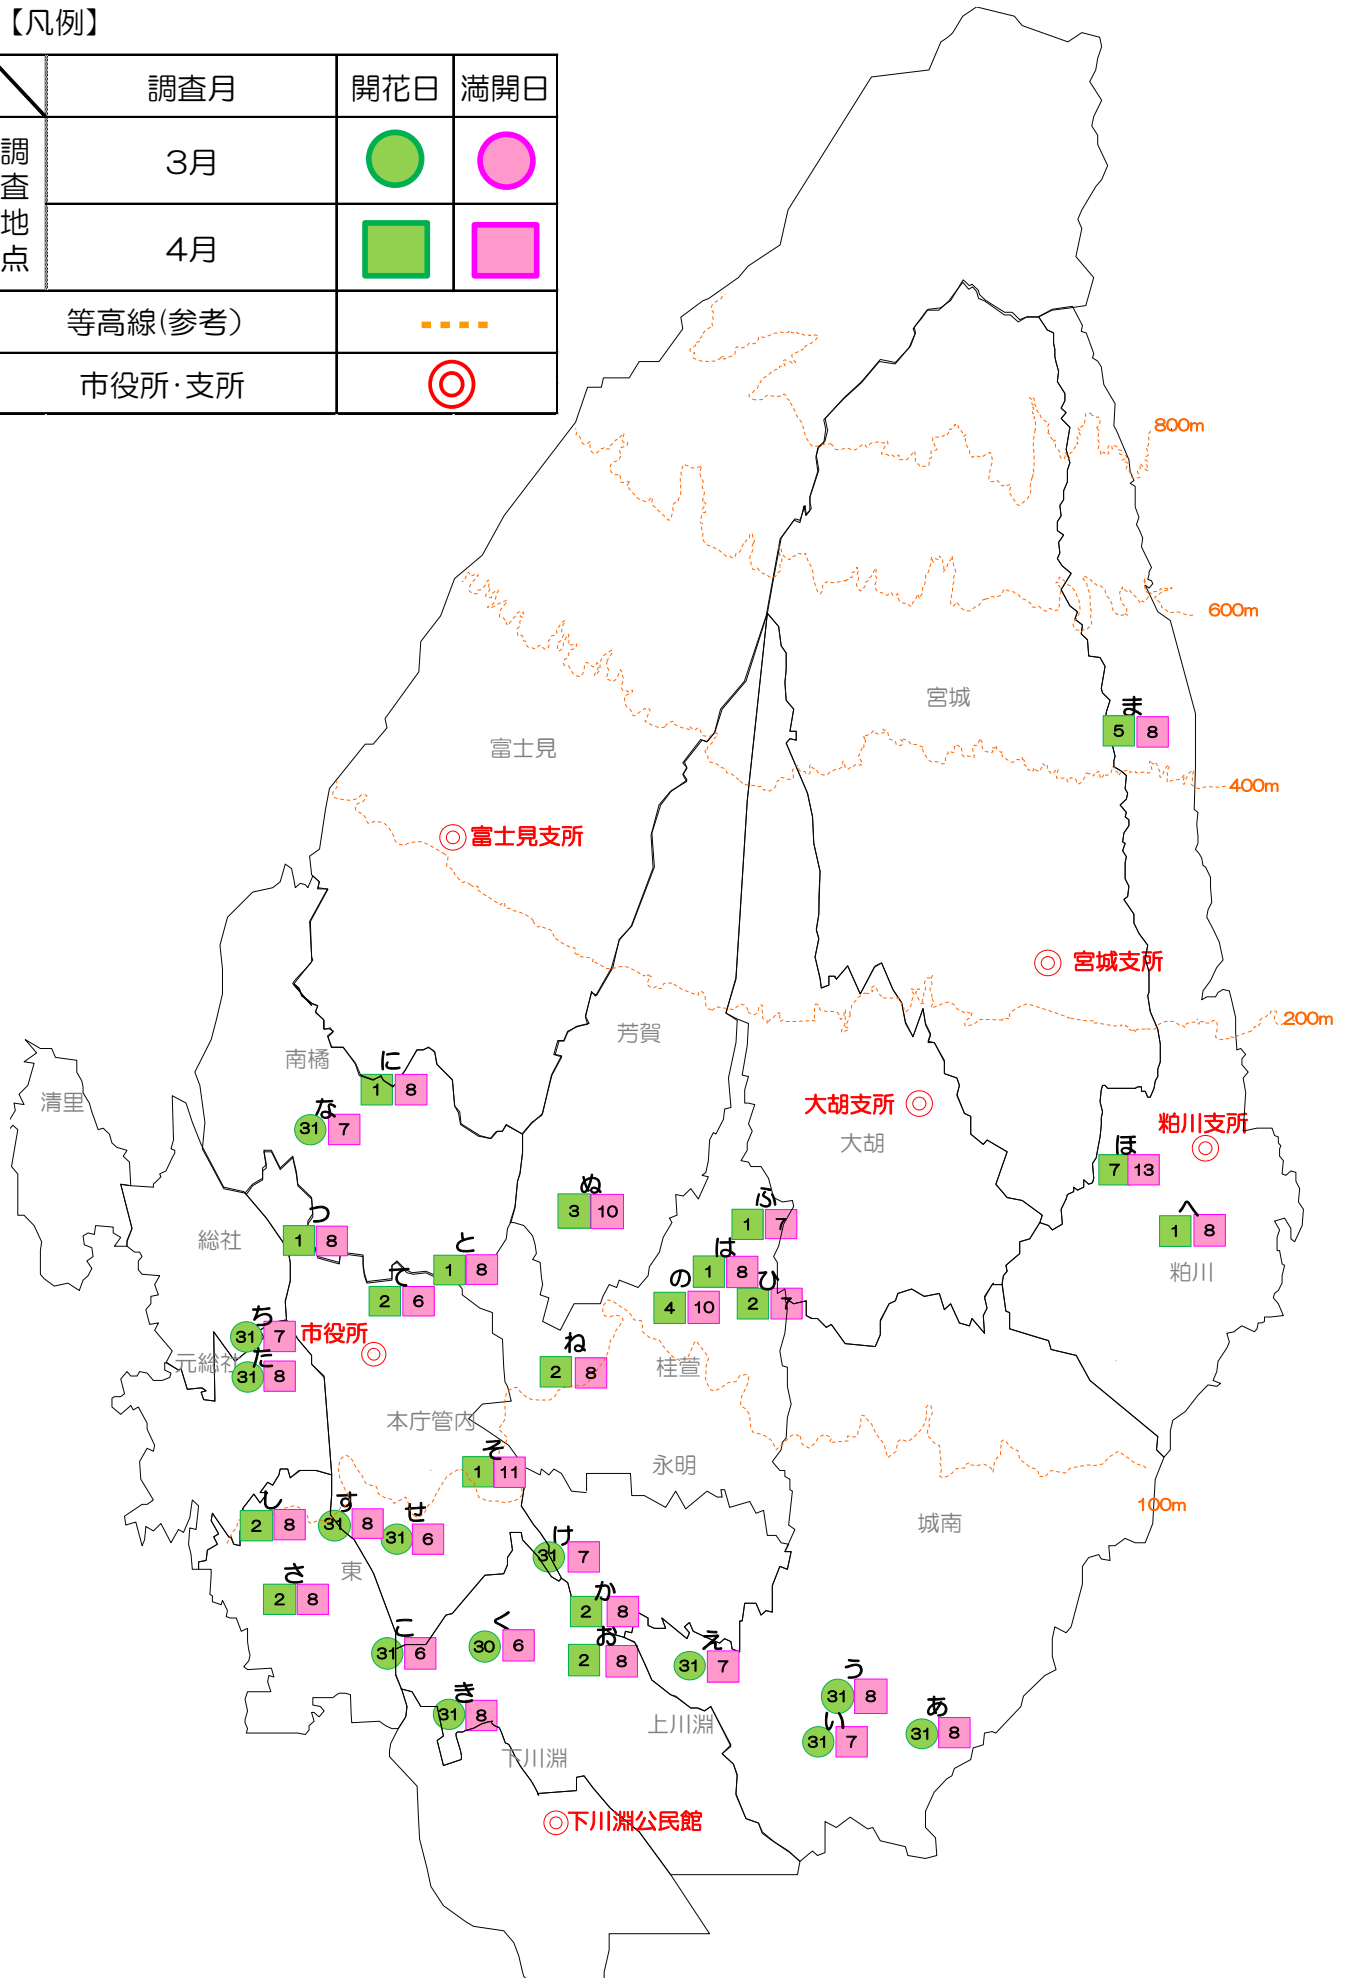 【凡例】
調査月 開花日 満開日
調査地点
3月
4月
等高線(参考)
市役所・支所
800m
600m
宮城
ま
5 8
富士見
400m
富士見支所
宮城支所
200m
芳賀
南橘
に
1 8
清里
な
31 7
大胡支所
大胡
粕川支所
ほ
7 13
ぬ
3 10
ふ
1 7
へ
1 8
つ
1 8
総社
と
1 8
は
1 8
粕川
て
2 6
の
4 10
ひ
2 7
ち
31 7
市役所
ね
2 8
元総社
た
31 8
桂萱
本庁管内
そ
1 11
永明
100m
し
2 8
す
31 8
せ
31 6
城南
け
31 7
東
さ
2 8
か
2 8
こ
31 6
く
30 6
お
2 8
え
31 7
う
31 8
き
31 8
上川淵
あ
31 8
い
31 7
下川淵
下川淵公民館